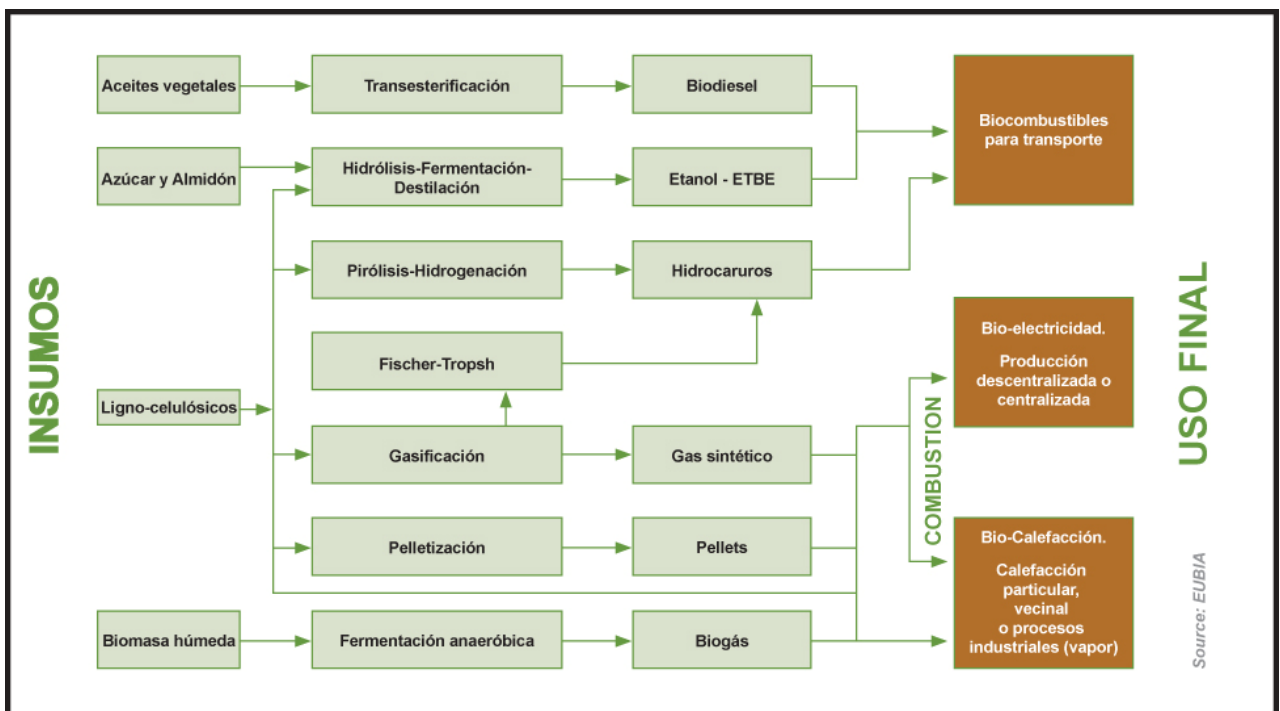 INSUMOS
Aceites vegetales
Transesterificación
Biodiesel
Biocombustibles
para transporte
Azúcar y Almidón
Hidrólisis-Fermentación-
Destilación
Etanol - ETBE
Pirólisis-Hidrogenación
Hidrocaruros
Fischer-Tropsh
Bio-electricidad.
Producción
descentralizada o
centralizada
Ligno-celulósicos
Gasificación
Gas sintético
COMBUSTION
Pelletización
Pellets
Bio-Calefacción.
Calefacción
particular,
vecinal
o procesos
industriales (vapor)
Biomasa húmeda
Fermentación anaeróbica
Biogás
USO FINAL
Source: EUBIA